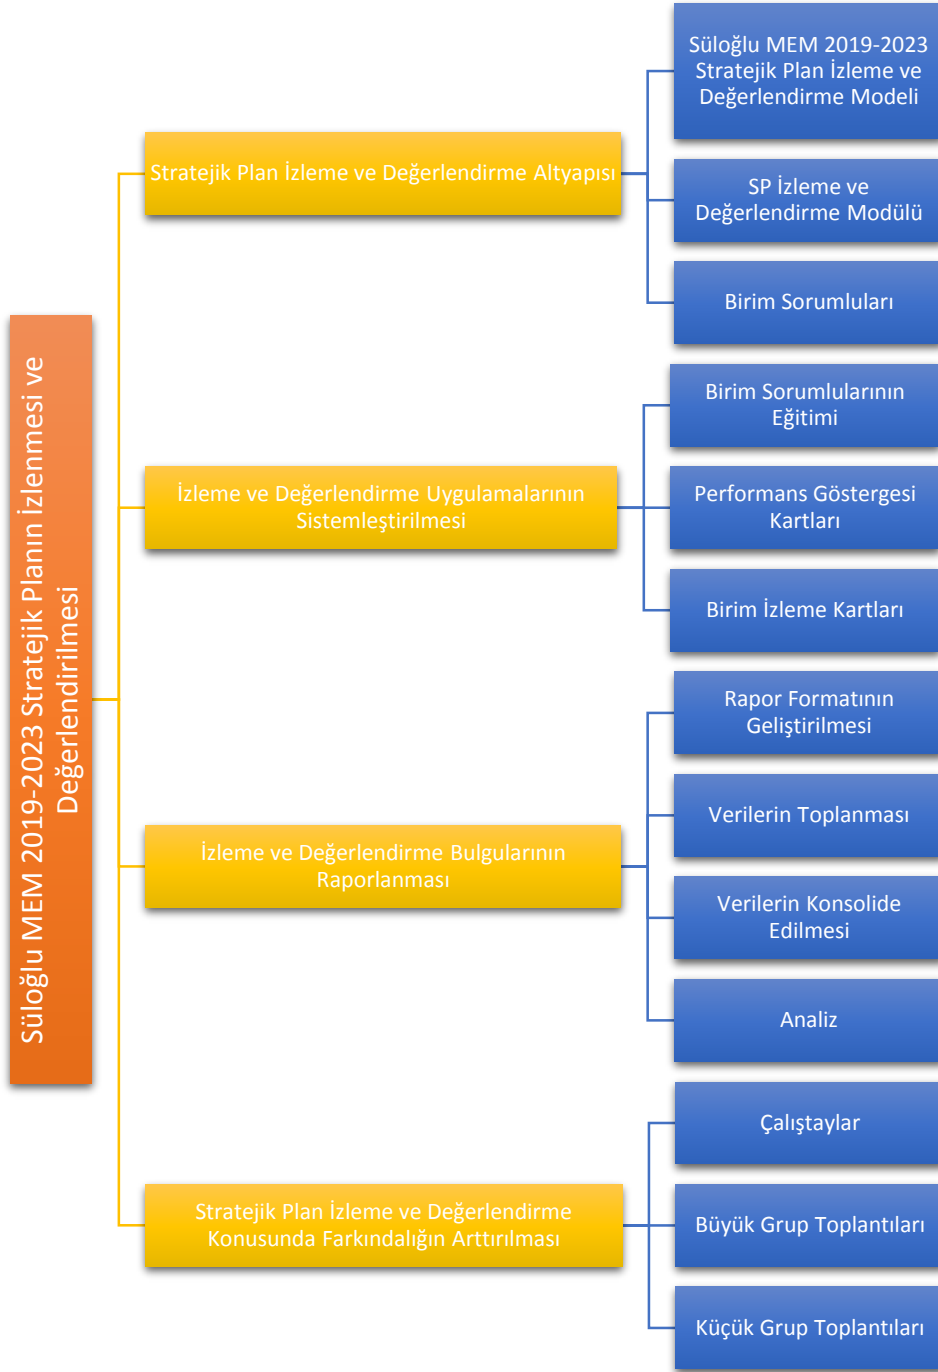 Süloğlu MEM 2019-2023 Stratejik Planın İzlenmesi ve
Değerlendirilmesi
Stratejik Plan İzleme ve Değerlendirme Altyapısı
Süloğlu MEM 2019-2023
Stratejik Plan İzleme ve
Değerlendirme Modeli
SP İzleme ve
Değerlendirme Modülü
Birim Sorumluları
İzleme ve Değerlendirme Uygulamalarının
Sistemleştirilmesi
Birim Sorumlularının
Eğitimi
Performans Göstergesi
Kartları
Birim İzleme Kartları
İzleme ve Değerlendirme Bulgularının
Raporlanması
Rapor Formatının
Geliştirilmesi
Verilerin Toplanması
Verilerin Konsolide
Edilmesi
Analiz
Stratejik Plan İzleme ve Değerlendirme
Konusunda Farkındalığın Arttırılması
Çalıştaylar
Büyük Grup Toplantıları
Küçük Grup Toplantıları